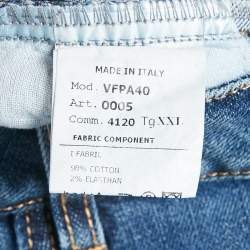 MADE IN ITALY
Mod. VFPA40
Art. 0005
Comm. 4120 Tg XXL
FABRIC COMPONENT
1 FABRIC
98% COTTON
2% ELASTHAN